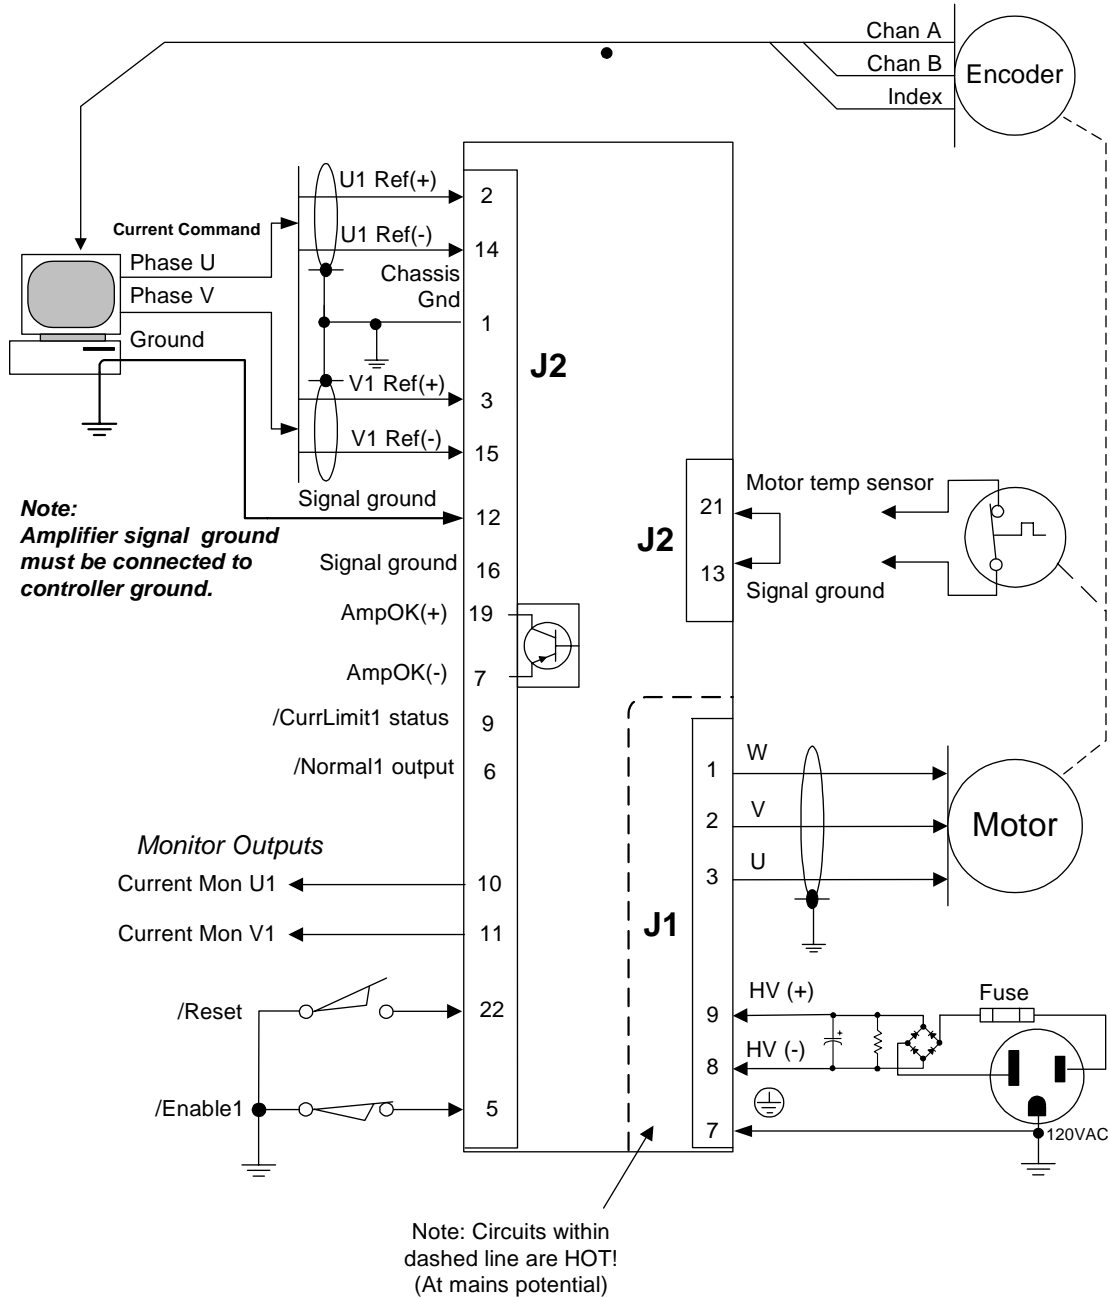 Chan A
Chan B
Index
Encoder
U1 Ref(+)
2
Current Command
U1 Ref(-)
14
Phase U
Chassis
Gnd
Phase V
1
Ground
J2
V1 Ref(+)
3
V1 Ref(-)
15
Note:
Amplifier signal ground
must be connected to
controller ground.
Signal ground
12
Signal ground
16
AmpOK(+)
19
AmpOK(-)
7
/CurrLimit1 status
9
/Normal1 output
6
Monitor Outputs
Current Mon U1
10
Current Mon V1
11
/Reset
22
/Enable1
5
J2
21
13
Motor temp sensor
Signal ground
J1
1
W
2
V
3
U
Motor
9
HV (+)
Fuse
8
HV (-)
7
120VAC
Note: Circuits within
dashed line are HOT!
(At mains potential)